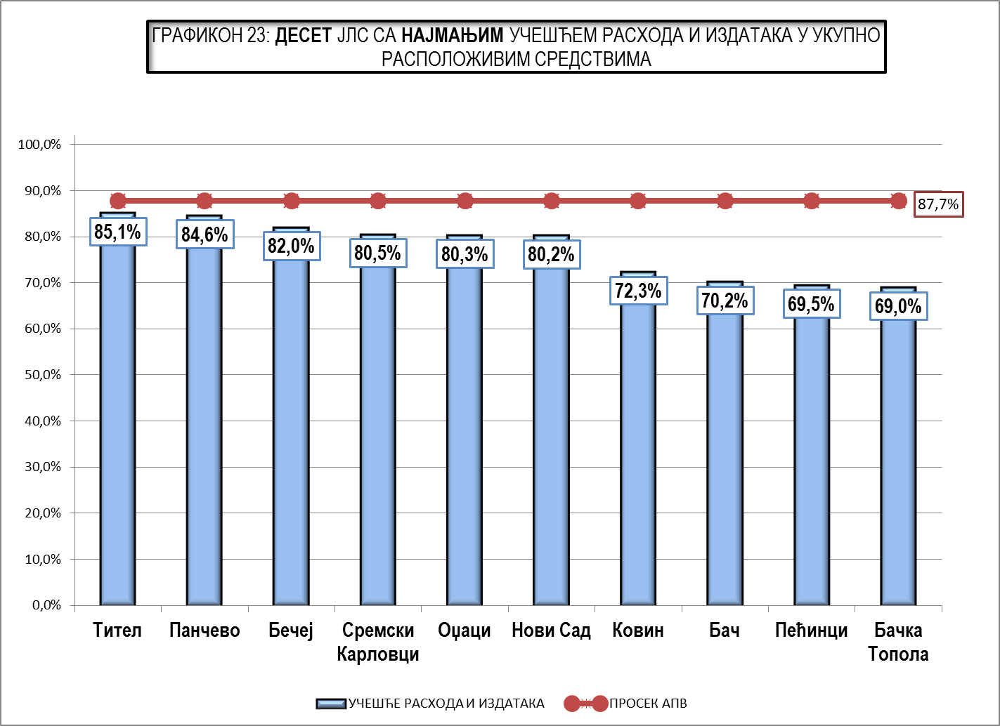 ГРАФИКОН 23: ДЕСЕТ ЈЛС СА НАЈМАЊИМ УЧЕШЋЕМ РАСХОДА И ИЗДАТАКА У УКУПНО
РАСПОЛОЖИВИМ СРЕДСТВИМА
100,0%
90,0%
80,0%
70,0%
60,0%
50,0%
40,0%
30,0%
20,0%
10,0%
0,0%
87,7%
85,1%
84,6%
82,0%
80,5%
80,3%
80,2%
72,3%
70,2%
69,5%
69,0%
Тител
Панчево
Бечеј
Сремски
Карловци
Оџаци
Нови Сад
Ковин
Бач
Пећинци
Бачка
Топола
УЧЕШЋЕ РАСХОДА И ИЗДАТАКА
ПРОСЕК АПВ